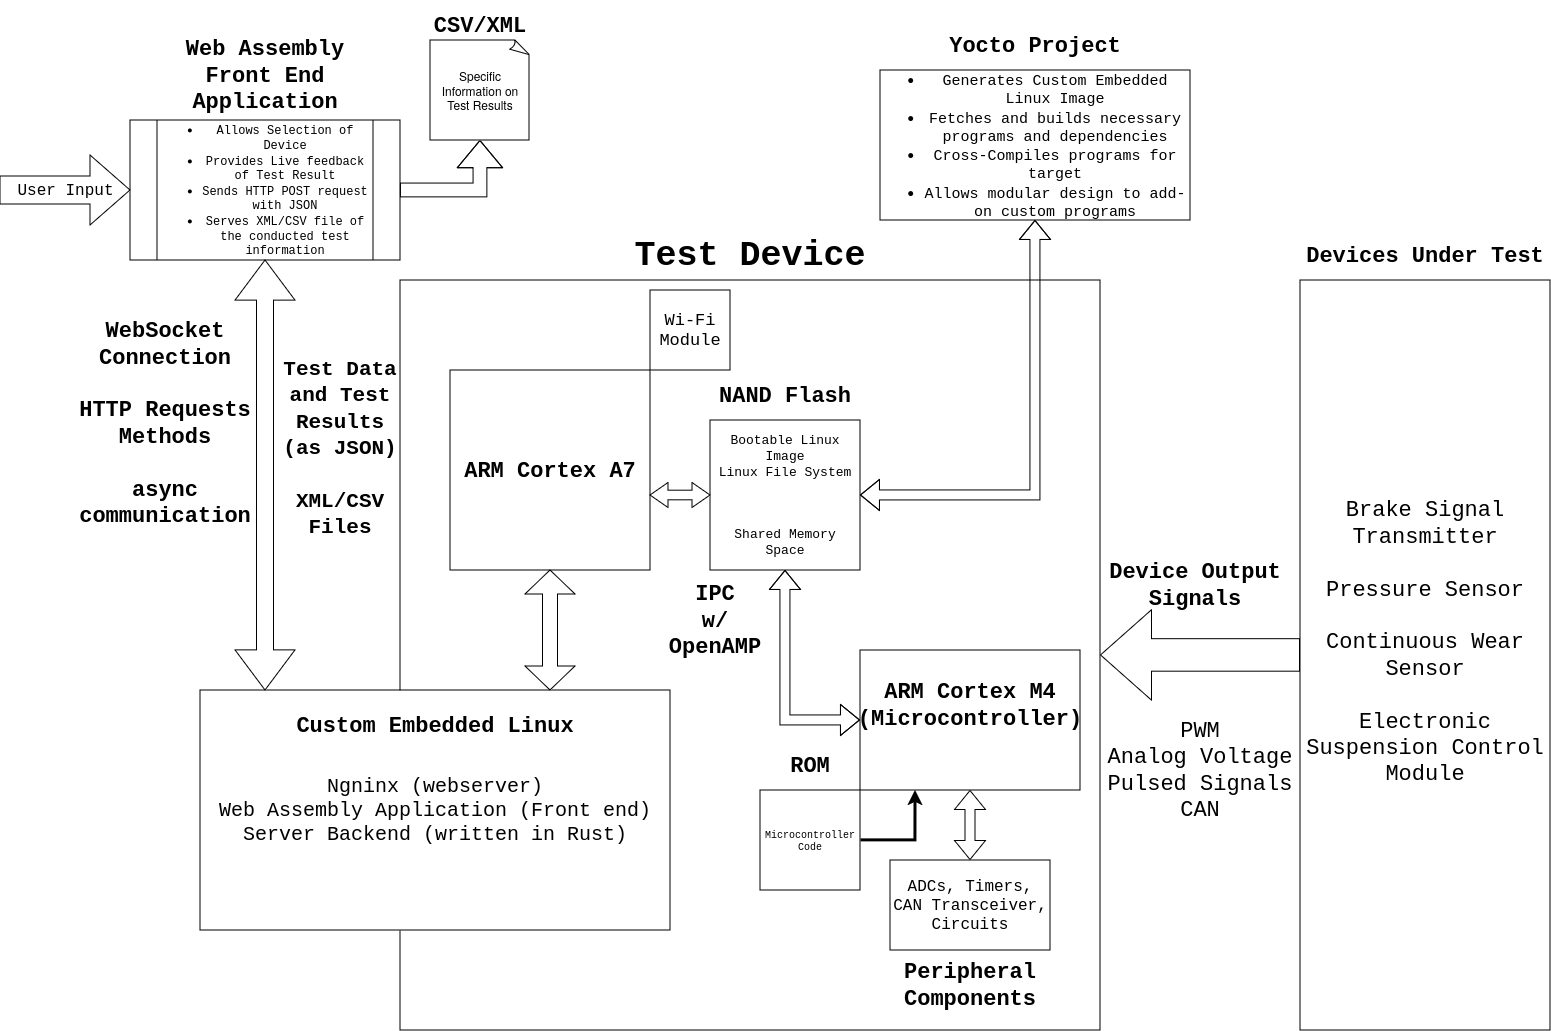 CSV/XML
Specific
Information on
Test Results
Web Assembly
Front End
Application
User Input
• Allows Selection of
Device
• Provides Live feedback
of Test Result
• Sends HTTP POST request
with JSON
• Serves XML/CSV file of
the conducted test
information
Yocto Project
• Generates Custom Embedded
Linux Image
• Fetches and builds necessary
programs and dependencies
• Cross-Compiles programs for
target
• Allows modular design to add-
on custom programs
WebSocket
Connection
HTTP Requests
Methods
async
communication
Test Data
and Test
Results
(as JSON)
XML/CSV
Files
Test Device
Wi-Fi
Module
ARM Cortex A7
NAND Flash
Bootable Linux
Image
Linux File System
Shared Memory
Space
IPC
w/
OpenAMP
ARM Cortex M4
(Microcontroller)
ROM
Microcontroller
Code
ADCs, Timers,
CAN Transceiver,
Circuits
Peripheral
Components
Custom Embedded Linux
Ngninx (webserver)
Web Assembly Application (Front end)
Server Backend (written in Rust)
Device Output
Signals
PWM
Analog Voltage
Pulsed Signals
CAN
Devices Under Test
Brake Signal
Transmitter
Pressure Sensor
Continuous Wear
Sensor
Electronic
Suspension Control
Module